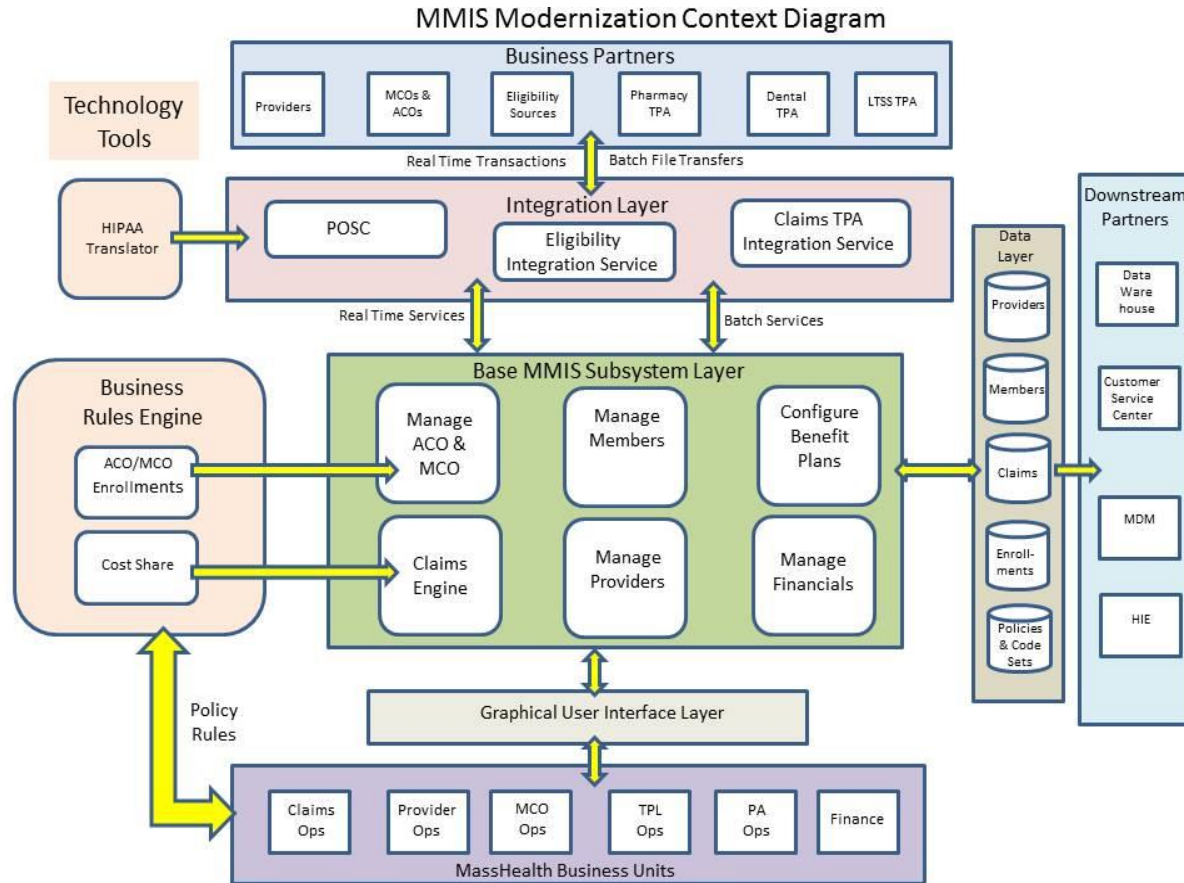 MMIS Modernization Context Diagram
Business Partners
Providers
MCOs &
ACOs
Eligibility
Sources
Pharmacy
TPA
Dental
TPA
LTSS TPA
Technology
Tools
Real Time Transactions
Batch File Transfers
HIPAA
Translator
Integration Layer
POSC
Eligibility
Integration Service
Claims TPA
Integration Service
Real Time Services
Batch Services
Business
Rules Engine
ACO/MCO
Enrollments
Cost Share
Base MMIS Subsystem Layer
Manage
ACO &
MCO
Manage
Members
Configure
Benefit
Plans
Claims
Engine
Manage
Providers
Manage
Financials
Data
Layer
Providers
Members
Claims
Enroll-
ments
Policies
& Code
Sets
Downstream
Partners
Data
Ware
house
Customer
Service
Center
MDM
HIE
Graphical User Interface Layer
Policy
Rules
Claims
Ops
Provider
Ops
MCO
Ops
TPL
Ops
PA
Ops
Finance
MassHealth Business Units